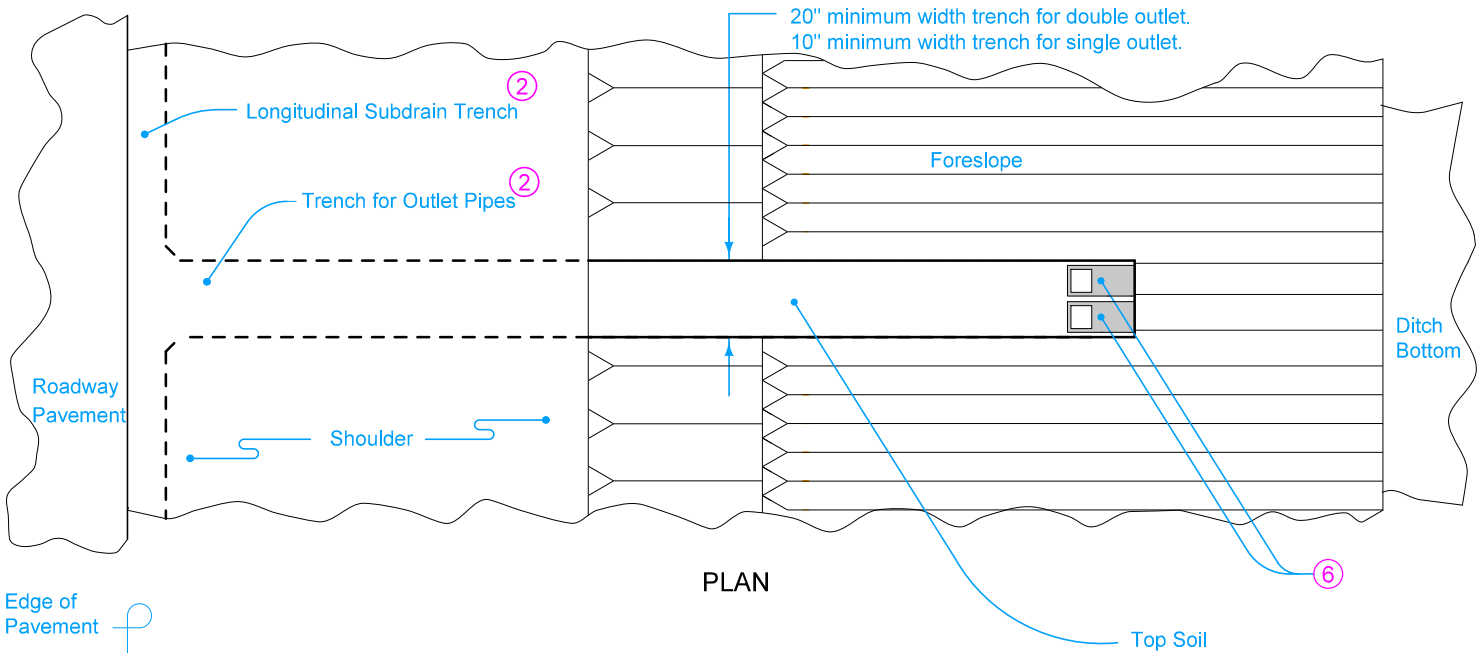 20" minimum width trench for double outlet.
10" minimum width trench for single outlet.
2
Longitudinal Subdrain Trench
Foreslope
2
Trench for Outlet Pipes
Ditch
Bottom
Roadway
Pavement
Shoulder
6
PLAN
Edge of
Pavement
P
Top Soil